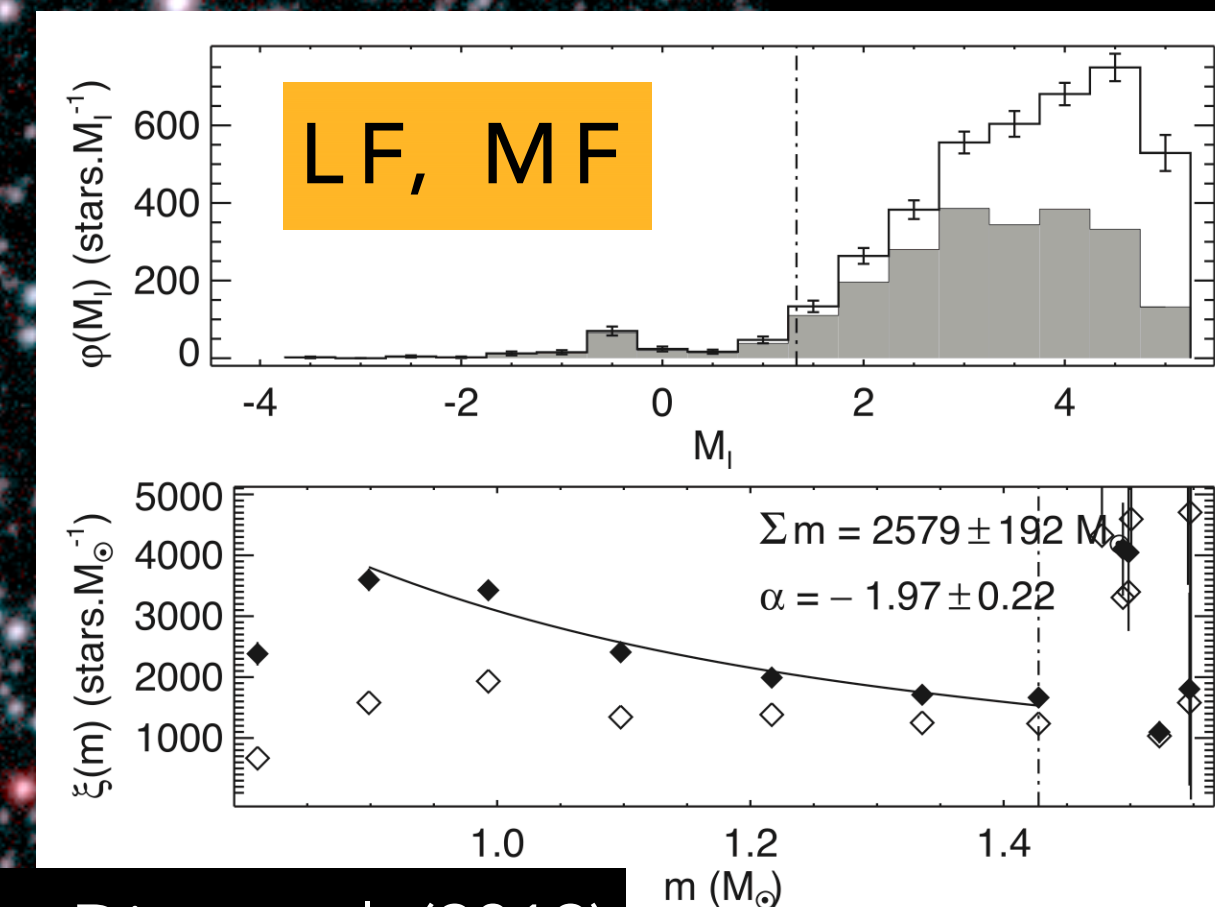 LF, MF
φ(M_I) (stars.M_I^-1)
600
400
200
0
-4 -2 0 2 4
M_I
ξ(m) (stars.M_⊙^-1)
5000
4000
3000
2000
1000
Σm = 2579±192 M
α = − 1.97±0.22
1.0 1.2 1.4
m (M_⊙)
(2018)